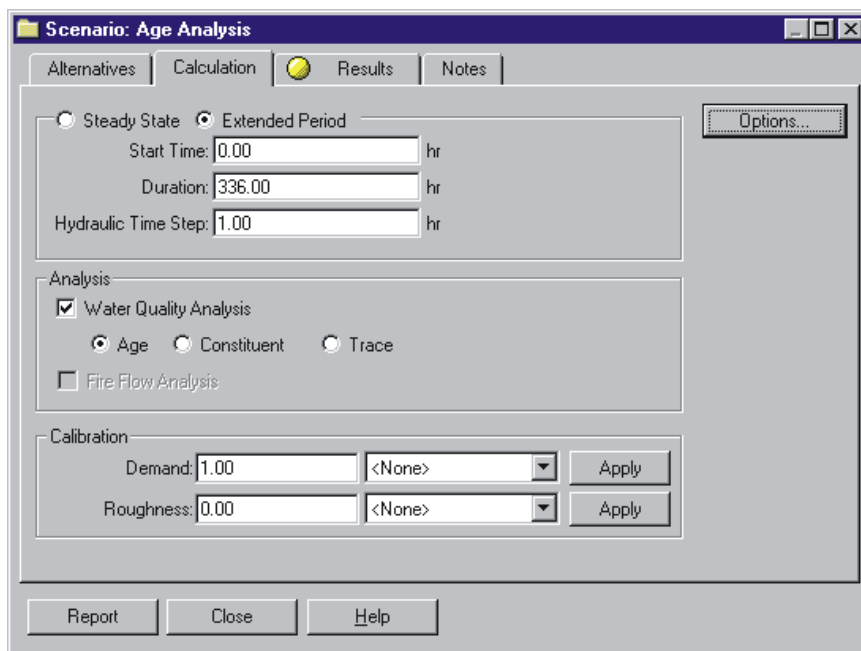 Scenario: Age Analysis
Alternatives Calculation Results Notes
Steady State Extended Period
Options...
Start Time: 0.00 hr
Duration: 336.00 hr
Hydraulic Time Step: 1.00 hr
Analysis
Water Quality Analysis
Age Constituent Trace
Fire Flow Analysis
Calibration
Demand: 1.00 <None> Apply
Roughness: 0.00 <None> Apply
Report Close Help